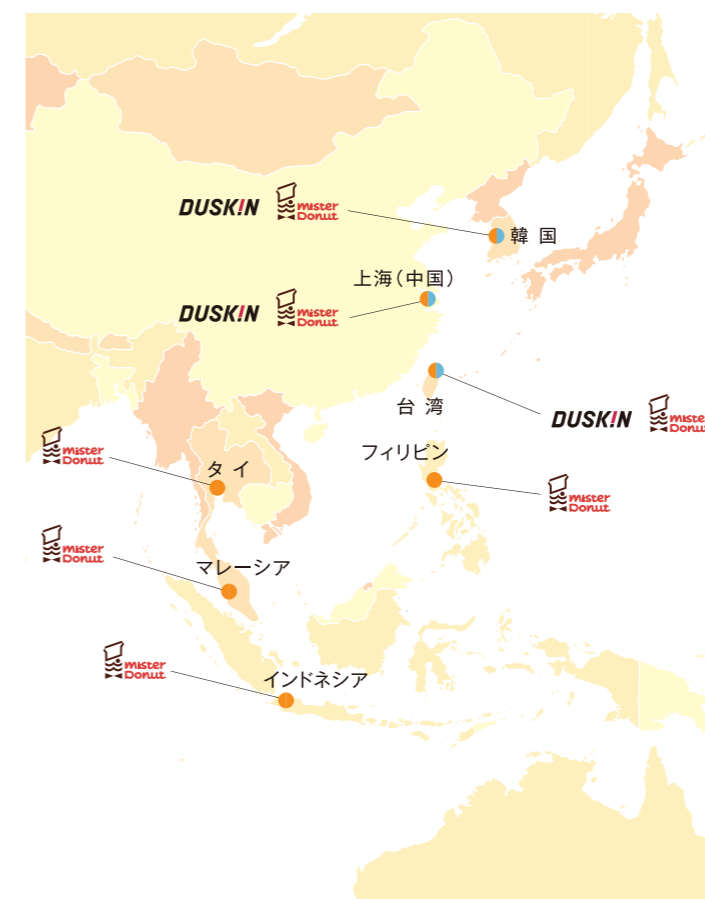 DUSKIN mister Donut
韓国
上海(中国)
DUSKIN mister Donut
台湾
DUSKIN mister Donut
フィリピン
mister Donut
タイ
mister Donut
マレーシア
mister Donut
インドネシア
mister Donut